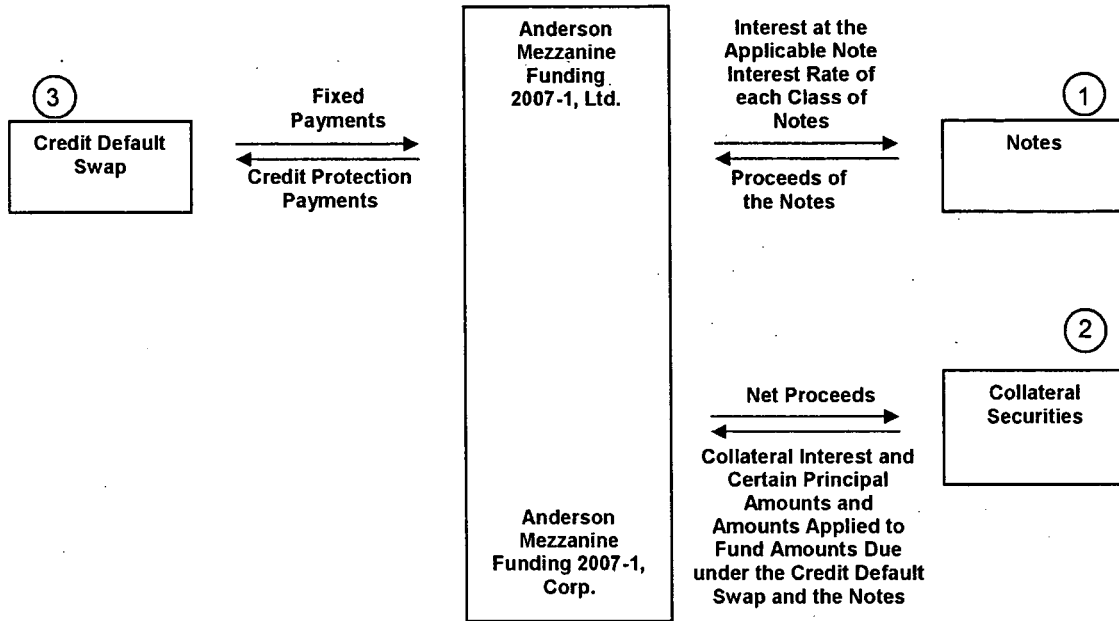 3
Credit Default
Swap
Fixed
Payments
Credit Protection
Payments
Anderson
Mezzanine
Funding
2007-1, Ltd.
Anderson
Mezzanine
Funding 2007-1,
Corp.
Interest at the
Applicable Note
Interest Rate of
each Class of
Notes
Proceeds of
the Notes
1
Notes
Net Proceeds
Collateral Interest and
Certain Principal
Amounts and
Amounts Applied to
Fund Amounts Due
under the Credit Default
Swap and the Notes
2
Collateral
Securities